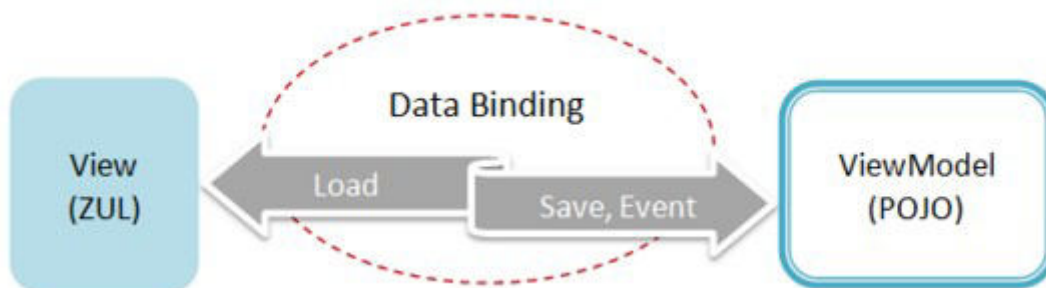 Data Binding
View
(ZUL)
Load
Save, Event
ViewModel
(POJO)